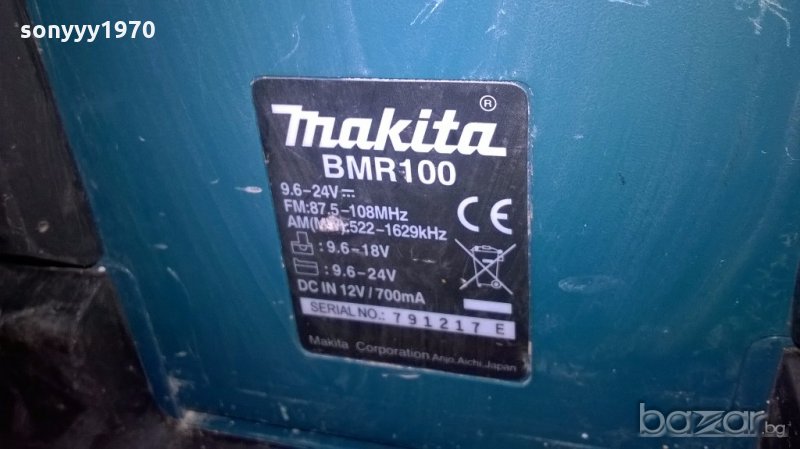 sonyyy1970
makita ®
BMR100
9.6-24V⎓
FM:87.5-108MHz
AM(MW):522-1629kHz
CE
:9.6-18V
:9.6-24V
DC IN 12V/700mA
SERIAL NO.: 791217 E
Makita Corporation Anjo, Aichi, Japan
bazar.bg